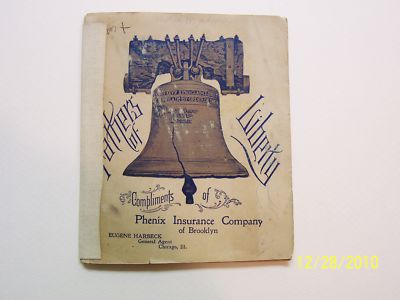 Fathers
of
Liberty
Compliments of
Phenix Insurance Company
of Brooklyn
EUGENE HARBECK
General Agent
Chicago, Ill.
12/28/2010